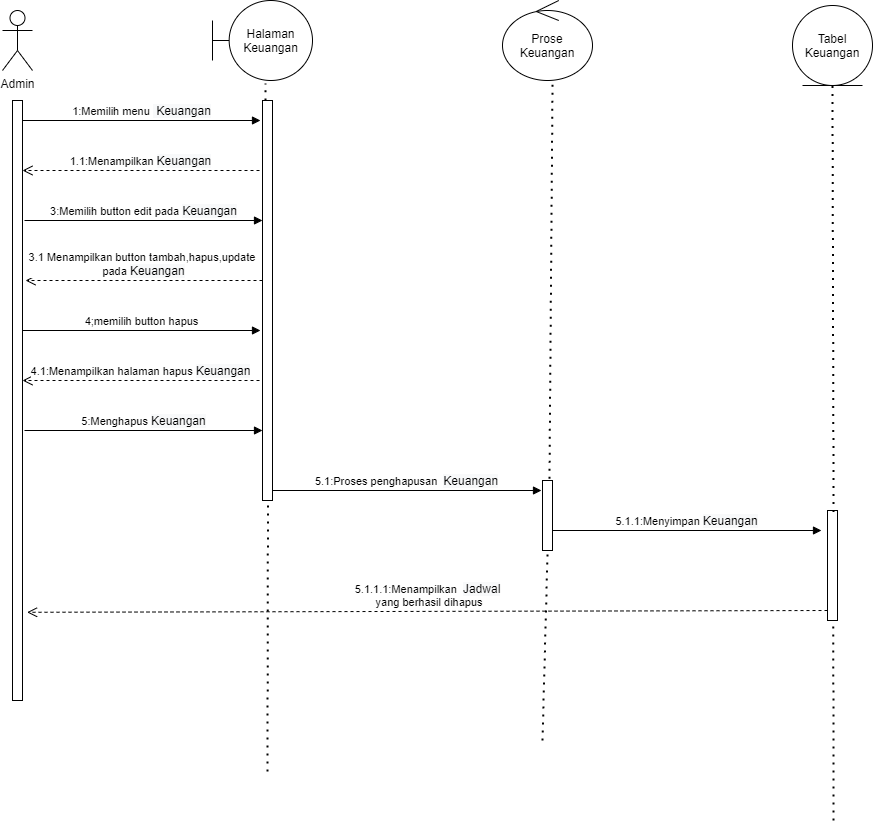 Halaman
Keuangan
Prose
Keuangan
Tabel
Keuangan
Admin
1:Memilih menu  Keuangan
1.1:Menampilkan Keuangan
3:Memilih button edit pada Keuangan
3.1 Menampilkan button tambah,hapus,update
pada Keuangan
4;memilih button hapus
4.1:Menampilkan halaman hapus Keuangan
5:Menghapus Keuangan
5.1:Proses penghapusan  Keuangan
5.1.1:Menyimpan Keuangan
5.1.1.1:Menampilkan  Jadwal
yang berhasil dihapus